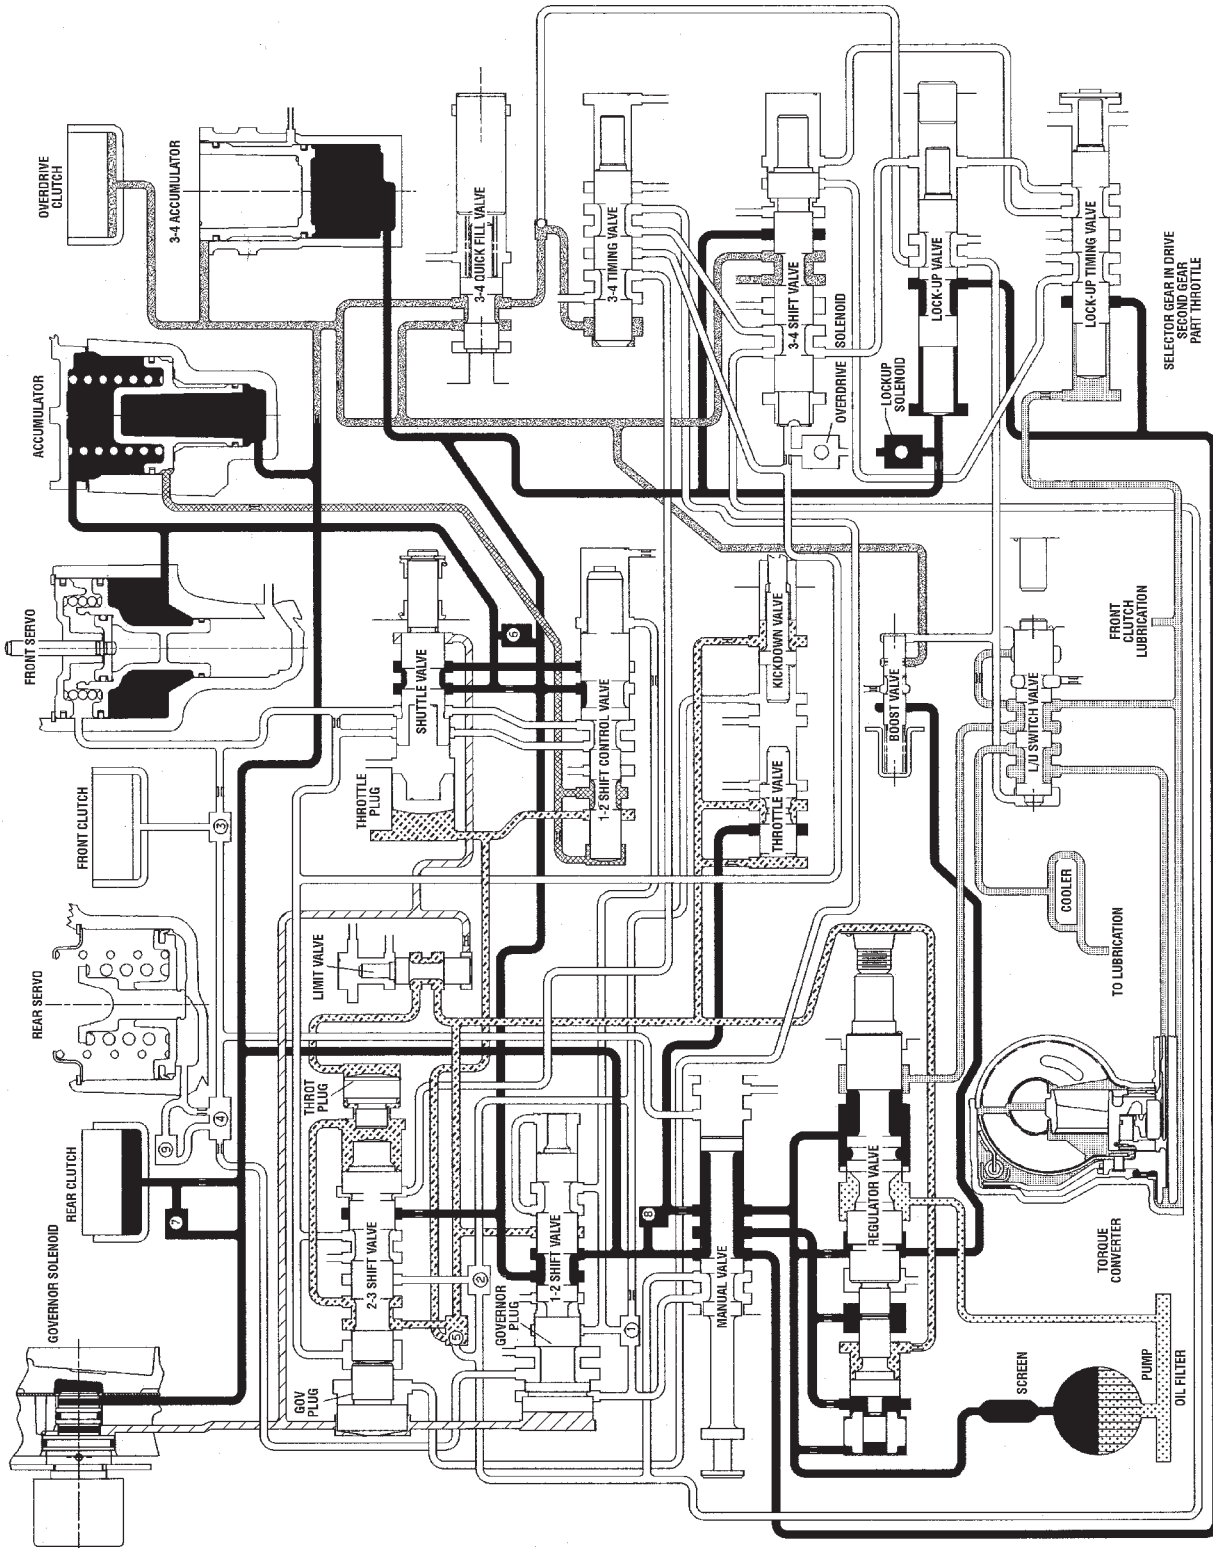 OVERDRIVE
CLUTCH
3-4 ACCUMULATOR
3-4 QUICK FILL VALVE
3-4 TIMING VALVE
3-4 SHIFT VALVE
OVERDRIVE SOLENOID
LOCKUP
SOLENOID
LOCK-UP VALVE
LOCK-UP TIMING VALVE
SELECTOR GEAR IN DRIVE
SECOND GEAR
PART THROTTLE
ACCUMULATOR
FRONT SERVO
SHUTTLE VALVE
THROTTLE
PLUG
6
1-2 SHIFT CONTROL VALVE
KICKDOWN VALVE
THROTTLE VALVE
BOOST VALVE
L/U SWITCH VALVE
FRONT
CLUTCH
LUBRICATION
FRONT CLUTCH
3
COOLER
TO LUBRICATION
REAR SERVO
LIMIT VALVE
THROT
PLUG
4
9
REAR CLUTCH
7
2-3 SHIFT VALVE
2
5
1-2 SHIFT VALVE
GOVERNOR
PLUG
1
8
MANUAL VALVE
REGULATOR VALVE
TORQUE
CONVERTER
GOVERNOR SOLENOID
GOV
PLUG
SCREEN
PUMP
OIL FILTER